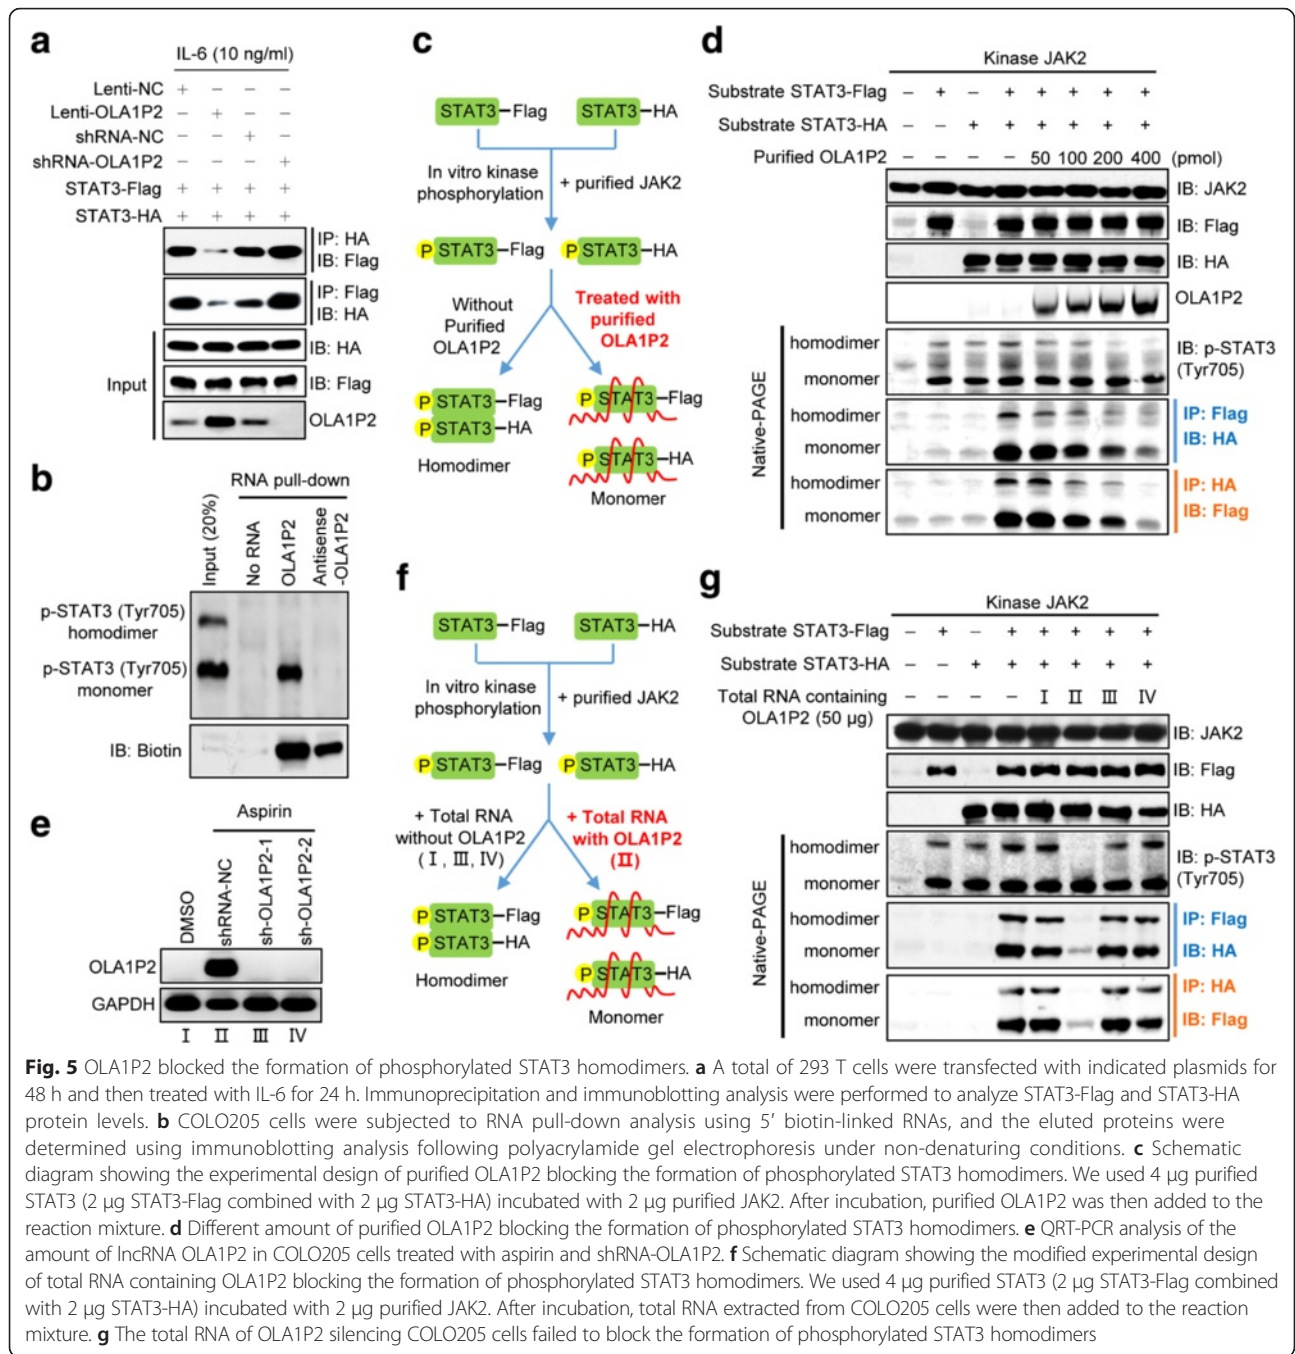 a
IL-6 (10 ng/ml)
Lenti-NC + − − −
Lenti-OLA1P2 − + − −
shRNA-NC − − + −
shRNA-OLA1P2 − − − +
STAT3-Flag + + + +
STAT3-HA + + + +
IP: HA
IB: Flag
IP: Flag
IB: HA
Input
IB: HA
IB: Flag
OLA1P2
b
RNA pull-down
Input (20%)
No RNA
OLA1P2
Antisense
-OLA1P2
p-STAT3 (Tyr705)
homodimer
p-STAT3 (Tyr705)
monomer
IB: Biotin
c
STAT3-Flag STAT3-HA
In vitro kinase
phosphorylation
+ purified JAK2
P STAT3-Flag P STAT3-HA
Without
Purified
OLA1P2
Treated with
purified
OLA1P2
P STAT3-Flag
P STAT3-HA
Homodimer
P STAT3-Flag
P STAT3-HA
Monomer
d
Kinase JAK2
Substrate STAT3-Flag − + − + + + + +
Substrate STAT3-HA − − + + + + + +
Purified OLA1P2 − − − − 50 100 200 400 (pmol)
IB: JAK2
IB: Flag
IB: HA
OLA1P2
Native-PAGE
homodimer
monomer
IB: p-STAT3
(Tyr705)
homodimer
monomer
IP: Flag
IB: HA
homodimer
monomer
IP: HA
IB: Flag
e
Aspirin
DMSO
shRNA-NC
sh-OLA1P2-1
sh-OLA1P2-2
OLA1P2
GAPDH
I II III IV
f
STAT3-Flag STAT3-HA
In vitro kinase
phosphorylation
+ purified JAK2
P STAT3-Flag P STAT3-HA
+ Total RNA
without OLA1P2
( I , III, IV)
+ Total RNA
with OLA1P2
(II)
P STAT3-Flag
P STAT3-HA
Homodimer
P STAT3-Flag
P STAT3-HA
Monomer
g
Kinase JAK2
Substrate STAT3-Flag − + − + + + + +
Substrate STAT3-HA − − + + + + + +
Total RNA containing
OLA1P2 (50 µg)
− − − − I II III IV
IB: JAK2
IB: Flag
IB: HA
Native-PAGE
homodimer
monomer
IB: p-STAT3
(Tyr705)
homodimer
monomer
IP: Flag
IB: HA
homodimer
monomer
IP: HA
IB: Flag
Fig. 5 OLA1P2 blocked the formation of phosphorylated STAT3 homodimers. a A total of 293 T cells were transfected with indicated plasmids for
48 h and then treated with IL-6 for 24 h. Immunoprecipitation and immunoblotting analysis were performed to analyze STAT3-Flag and STAT3-HA
protein levels. b COLO205 cells were subjected to RNA pull-down analysis using 5′ biotin-linked RNAs, and the eluted proteins were
determined using immunoblotting analysis following polyacrylamide gel electrophoresis under non-denaturing conditions. c Schematic
diagram showing the experimental design of purified OLA1P2 blocking the formation of phosphorylated STAT3 homodimers. We used 4 µg purified
STAT3 (2 µg STAT3-Flag combined with 2 µg STAT3-HA) incubated with 2 µg purified JAK2. After incubation, purified OLA1P2 was then added to the
reaction mixture. d Different amount of purified OLA1P2 blocking the formation of phosphorylated STAT3 homodimers. e QRT-PCR analysis of the
amount of lncRNA OLA1P2 in COLO205 cells treated with aspirin and shRNA-OLA1P2. f Schematic diagram showing the modified experimental design
of total RNA containing OLA1P2 blocking the formation of phosphorylated STAT3 homodimers. We used 4 µg purified STAT3 (2 µg STAT3-Flag combined
with 2 µg STAT3-HA) incubated with 2 µg purified JAK2. After incubation, total RNA extracted from COLO205 cells were then added to the reaction
mixture. g The total RNA of OLA1P2 silencing COLO205 cells failed to block the formation of phosphorylated STAT3 homodimers